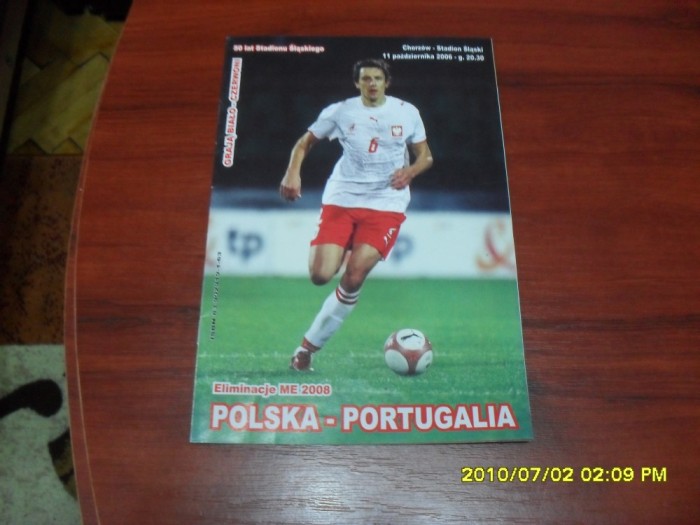 50 lat Stadionu Śląskiego
Chorzów - Stadion Śląski
11 października 2006 - g. 20.30
GRAJĄ BIAŁO - CZERWONI
6
tp
Eliminacje ME 2008
POLSKA - PORTUGALIA
2010/07/02 02:09 PM